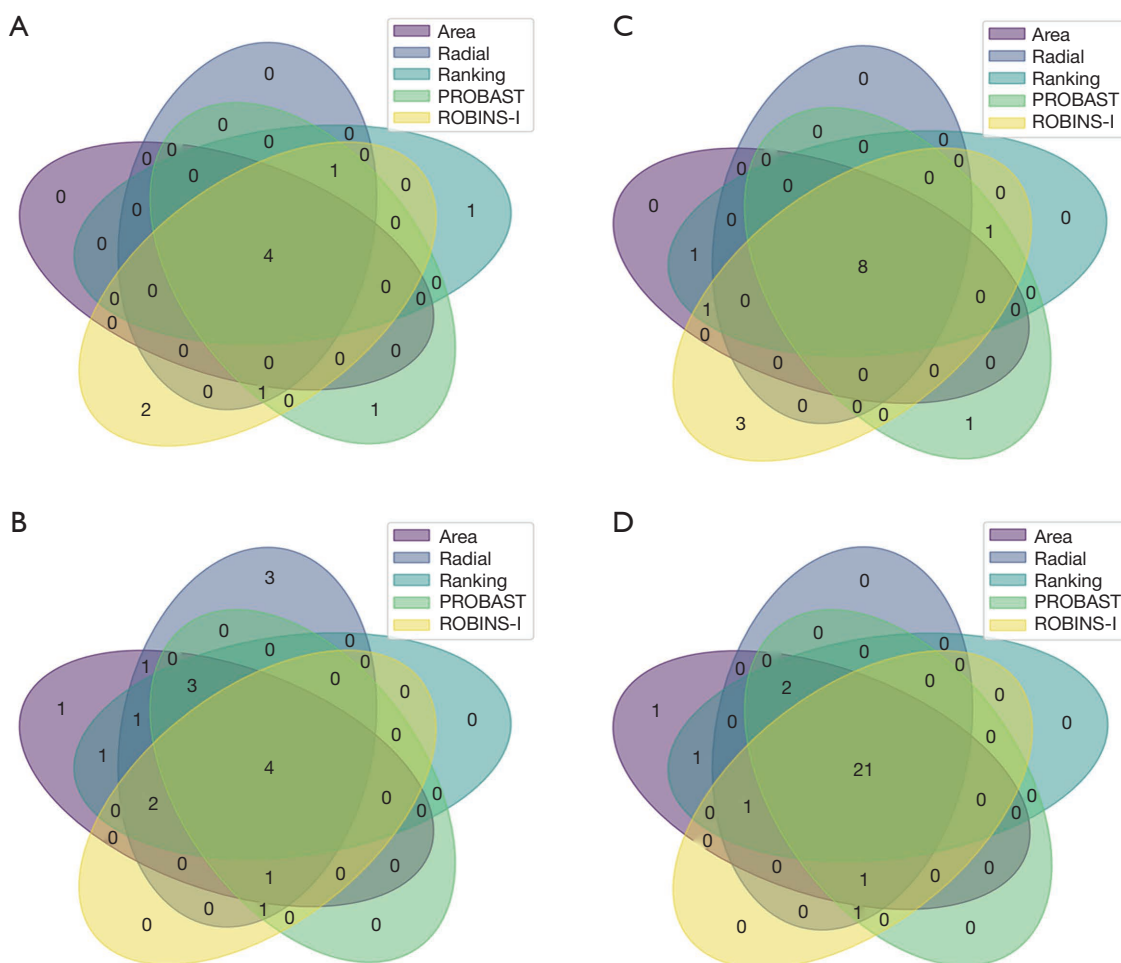 A
Area
Radial
Ranking
PROBAST
ROBINS-I
0
0
0 0
0 0 0
0 1 0
0
0 1
0
0
4
0 0 0 0 0
0
0 0 0 0
0 1 0
2 1
B
Area
Radial
Ranking
PROBAST
ROBINS-I
3
0
0 0
1 0 0
3 0 0
1
1 0
0
1
4
0 2 0 0 0
0
0 1 0 0
0 1 0
0 0
C
Area
Radial
Ranking
PROBAST
ROBINS-I
0
0
0 0
0 0 0
0 0 0
0
0 0
1
1
8
1 0 0 0 0
0
0 0 0 0
0 0 0
3 1
D
Area
Radial
Ranking
PROBAST
ROBINS-I
0
0
0 0
0 0 0
2 0 0
1
0 0
0
1
21
0 1 0 0 0
0
0 1 0 0
0 1 0
0 0